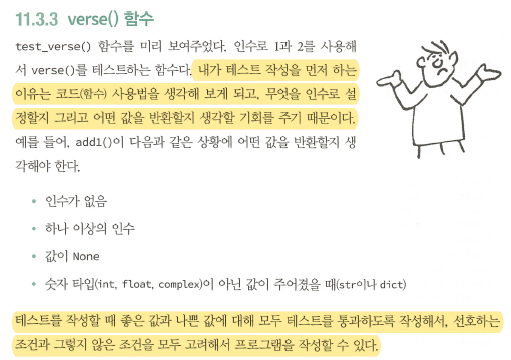 11.3.3 verse() 함수
test_verse() 함수를 미리 보여주었다. 인수로 1과 2를 사용해
서 verse()를 테스트하는 함수다. 내가 테스트 작성을 먼저 하는
이유는 코드(함수) 사용법을 생각해 보게 되고, 무엇을 인수로 설
정할지 그리고 어떤 값을 반환할지 생각할 기회를 주기 때문이다.
예를 들어, add1()이 다음과 같은 상황에 어떤 값을 반환할지 생
각해야 한다.
• 인수가 없음
• 하나 이상의 인수
• 값이 None
• 숫자 타입(int, float, complex)이 아닌 값이 주어졌을 때(str이나 dict)
테스트를 작성할 때 좋은 값과 나쁜 값에 대해 모두 테스트를 통과하도록 작성해서, 선호하는
조건과 그렇지 않은 조건을 모두 고려해서 프로그램을 작성할 수 있다.